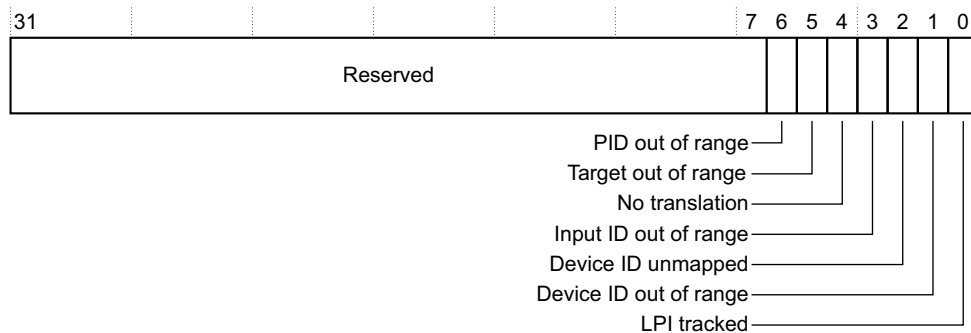 31 7 6 5 4 3 2 1 0
Reserved
PID out of range
Target out of range
No translation
Input ID out of range
Device ID unmapped
Device ID out of range
LPI tracked